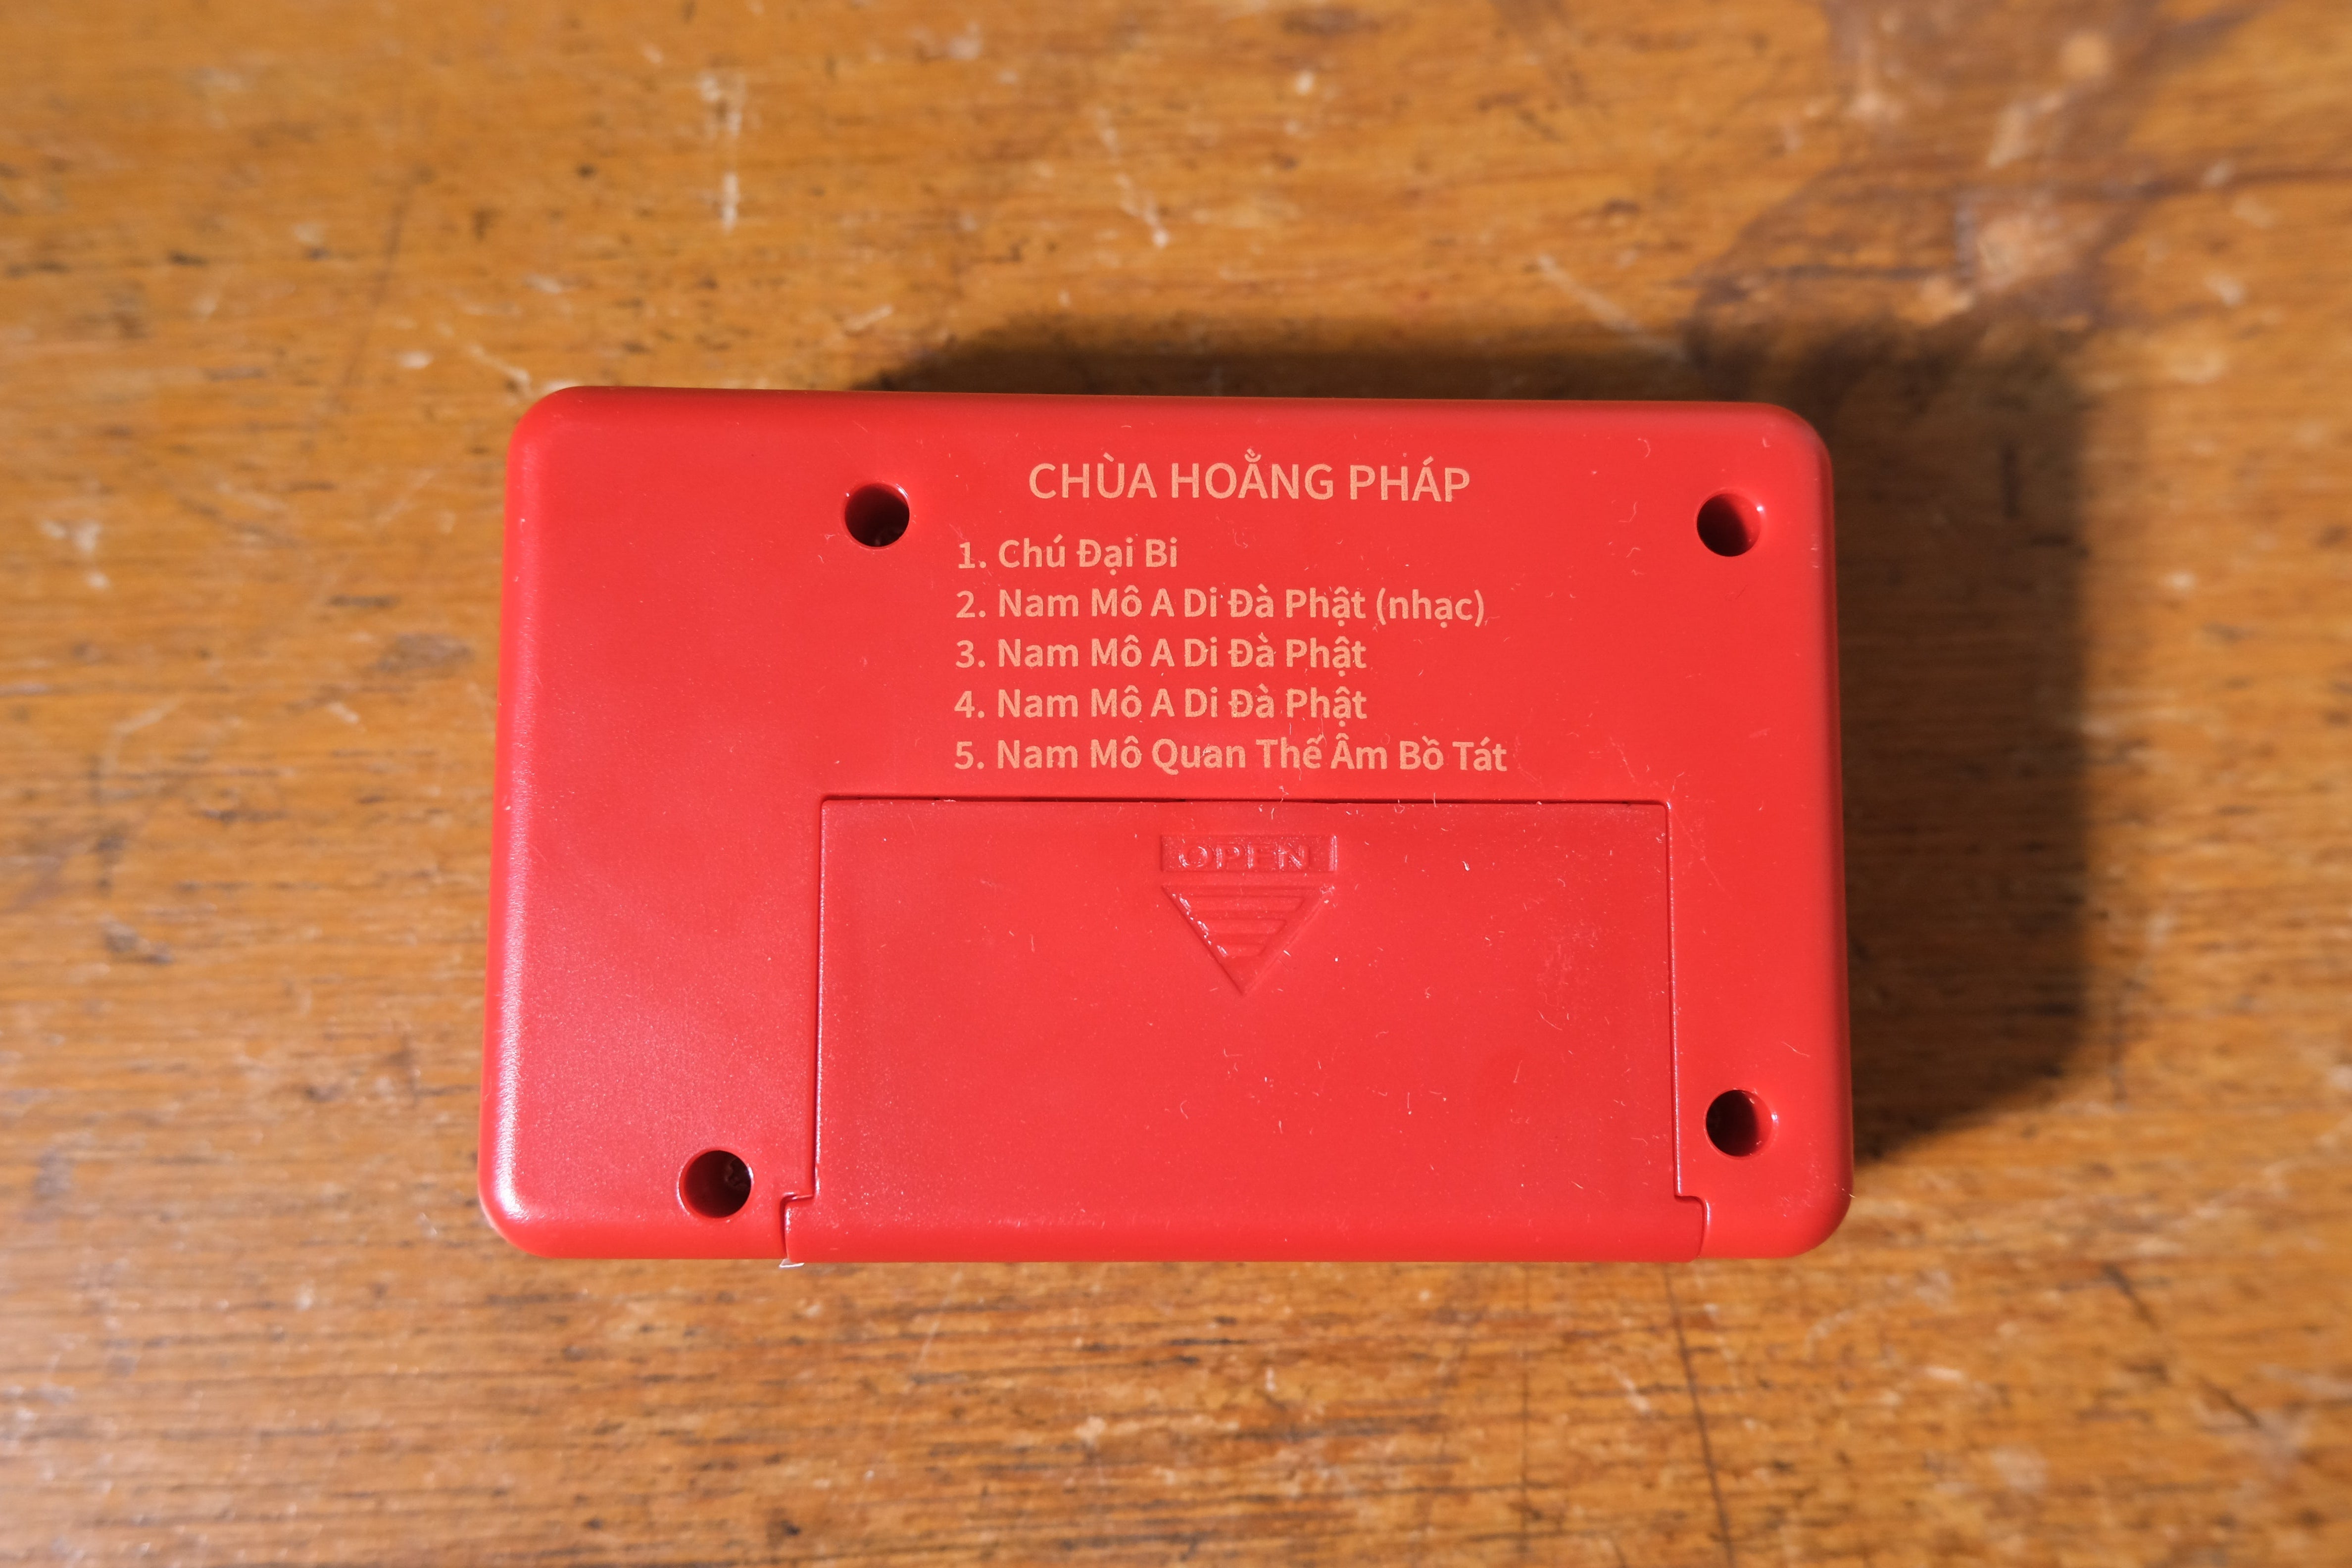 CHÙA HOẰNG PHÁP
1. Chú Đại Bi
2. Nam Mô A Di Đà Phật (nhạc)
3. Nam Mô A Di Đà Phật
4. Nam Mô A Di Đà Phật
5. Nam Mô Quan Thế Âm Bồ Tát
OPEN